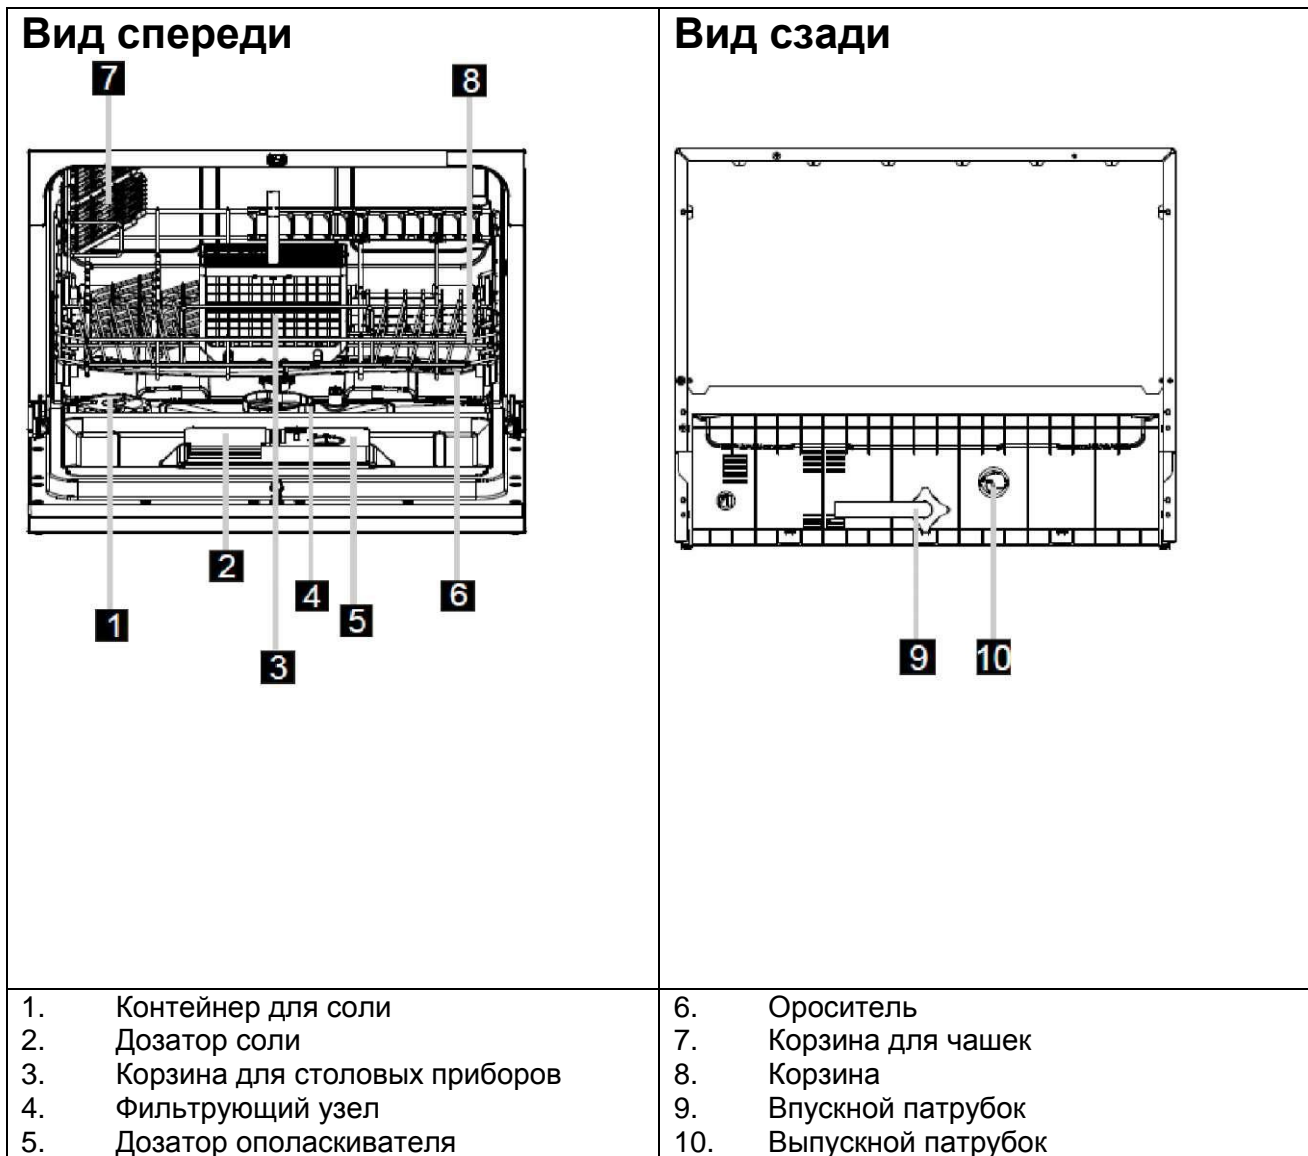 Вид спереди
Вид сзади
7
8
2
4
5
6
1
3
9
10
1. Контейнер для соли
2. Дозатор соли
3. Корзина для столовых приборов
4. Фильтрующий узел
5. Дозатор ополаскивателя
6. Ороситель
7. Корзина для чашек
8. Корзина
9. Впускной патрубок
10. Выпускной патрубок